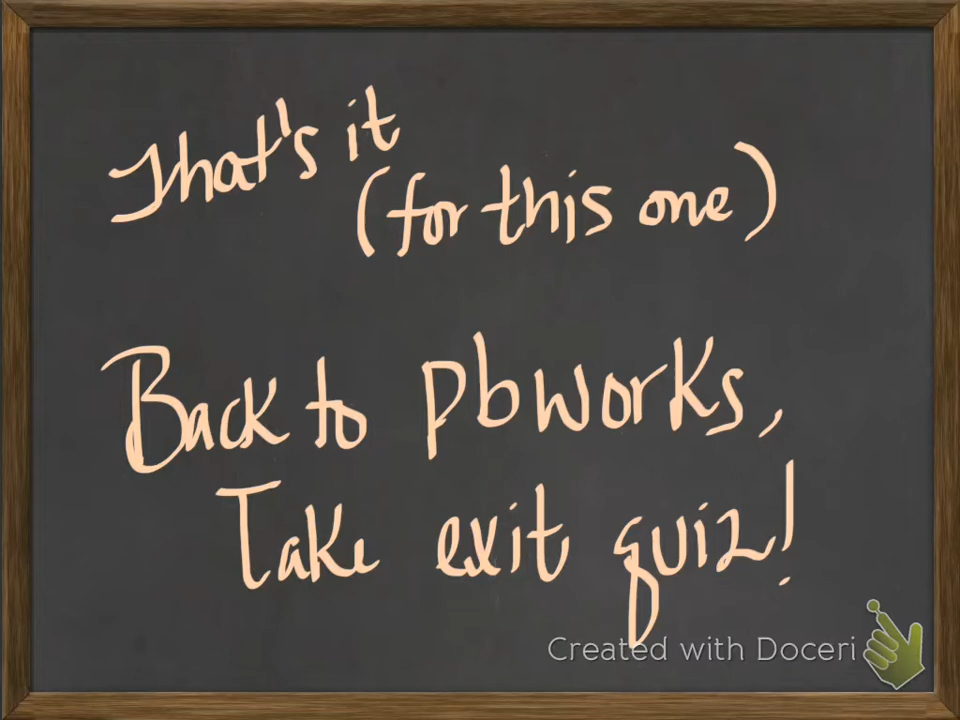 That's it
(for this one)
Back to pbworks,
Take exit quiz!
Created with Doceri